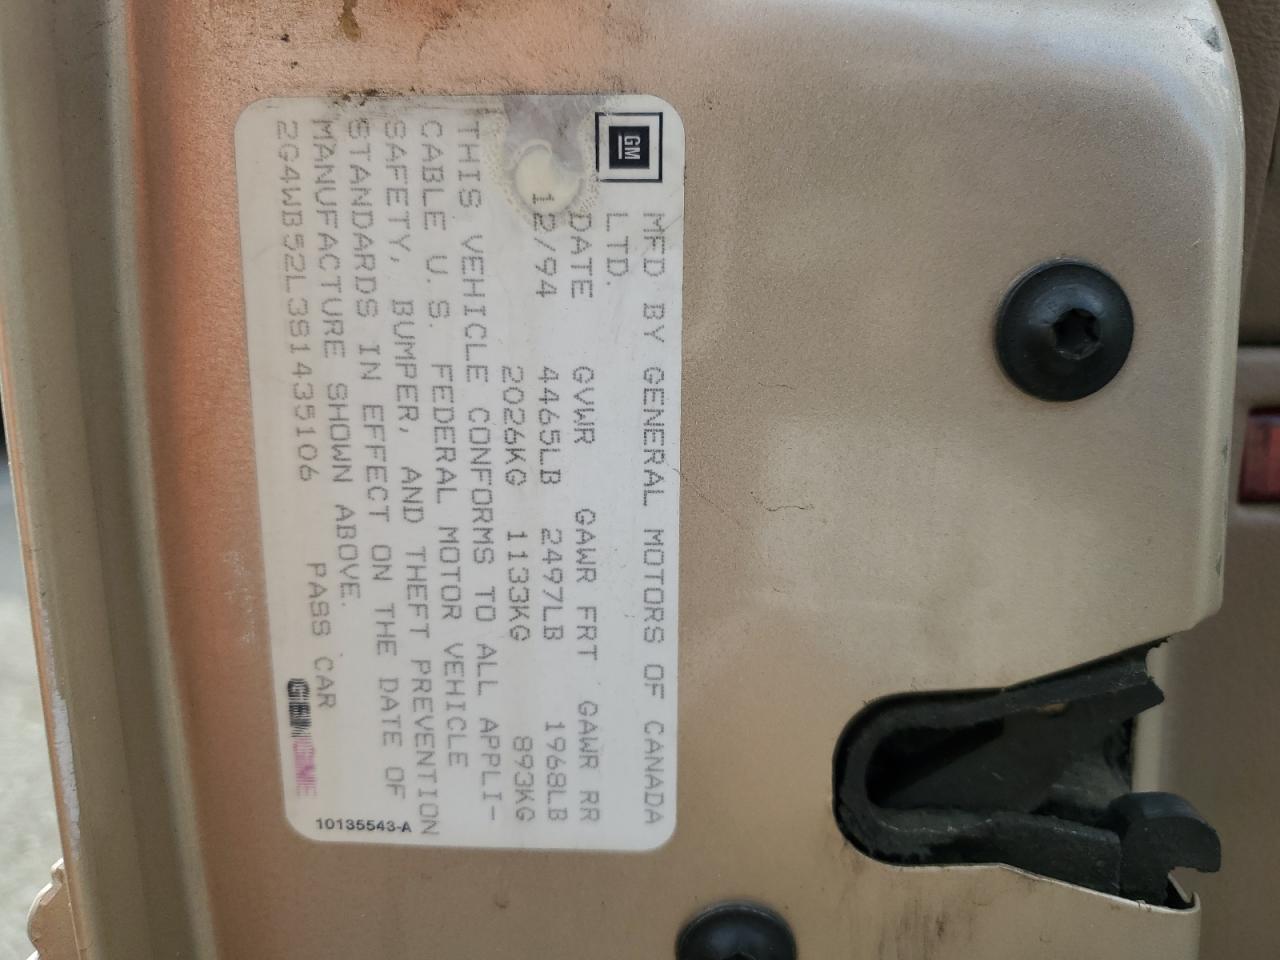 GM
MFD BY GENERAL MOTORS OF CANADA
LTD.
DATE GVWR GAWR FRT GAWR RR
12/94 4465LB 2497LB 1968LB
2026KG 1133KG 893KG
THIS VEHICLE CONFORMS TO ALL APPLI-
CABLE U.S. FEDERAL MOTOR VEHICLE
SAFETY, BUMPER, AND THEFT PREVENTION
STANDARDS IN EFFECT ON THE DATE OF
MANUFACTURE SHOWN ABOVE.
2G4WB52L3S1435106 PASS CAR
10135543-A